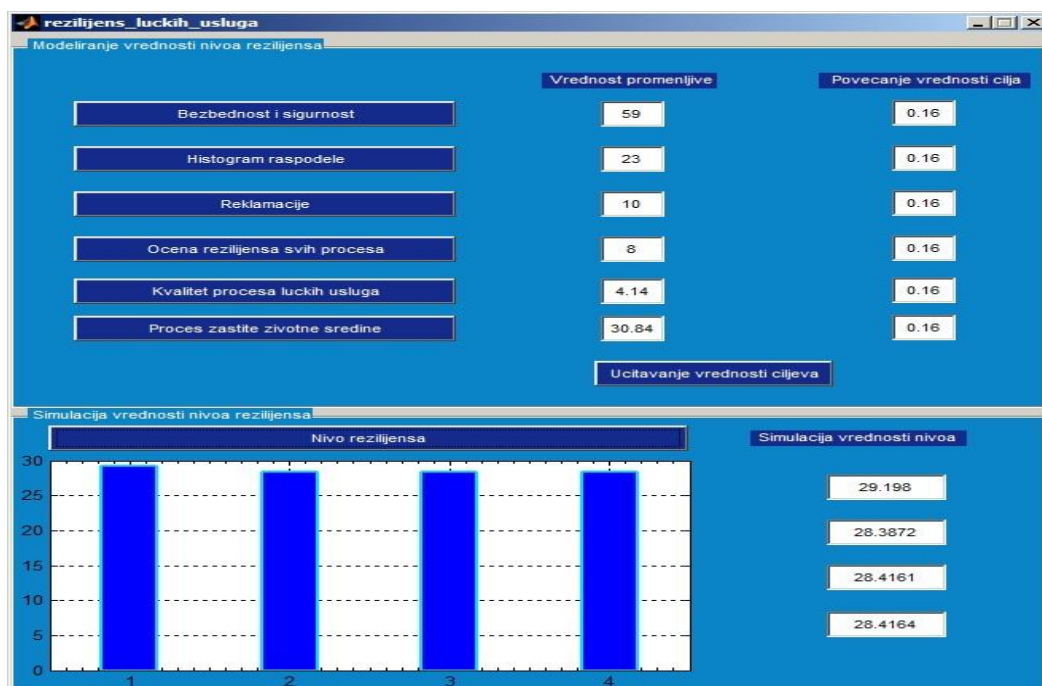 rezilijens_luckih_usluga
Modeliranje vrednosti nivoa rezilijensa
Vrednost promenljive Povecanje vrednosti cilja
Bezbednost i sigurnost 59 0.16
Histogram raspodele 23 0.16
Reklamacije 10 0.16
Ocena rezilijensa svih procesa 8 0.16
Kvalitet procesa luckih usluga 4.14 0.16
Proces zastite zivotne sredine 30.84 0.16
Ucitavanje vrednosti ciljeva
Simulacija vrednosti nivoa rezilijensa
Nivo rezilijensa Simulacija vrednosti nivoa
30
25
20
15
10
5
0
1 2 3 4
29.198
28.3872
28.4161
28.4164